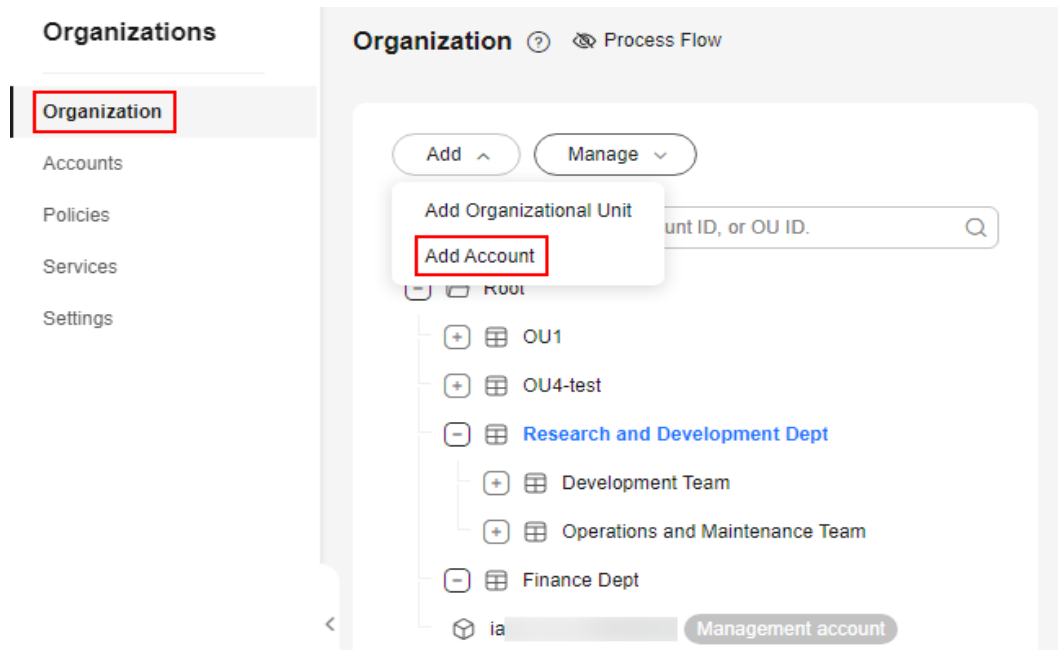 Organizations
Organization
Accounts
Policies
Services
Settings
Organization ? Process Flow
Add Manage
Add Organizational Unit
Add Account
unt ID, or OU ID.
Root
OU1
OU4-test
Research and Development Dept
Development Team
Operations and Maintenance Team
Finance Dept
ia Management account